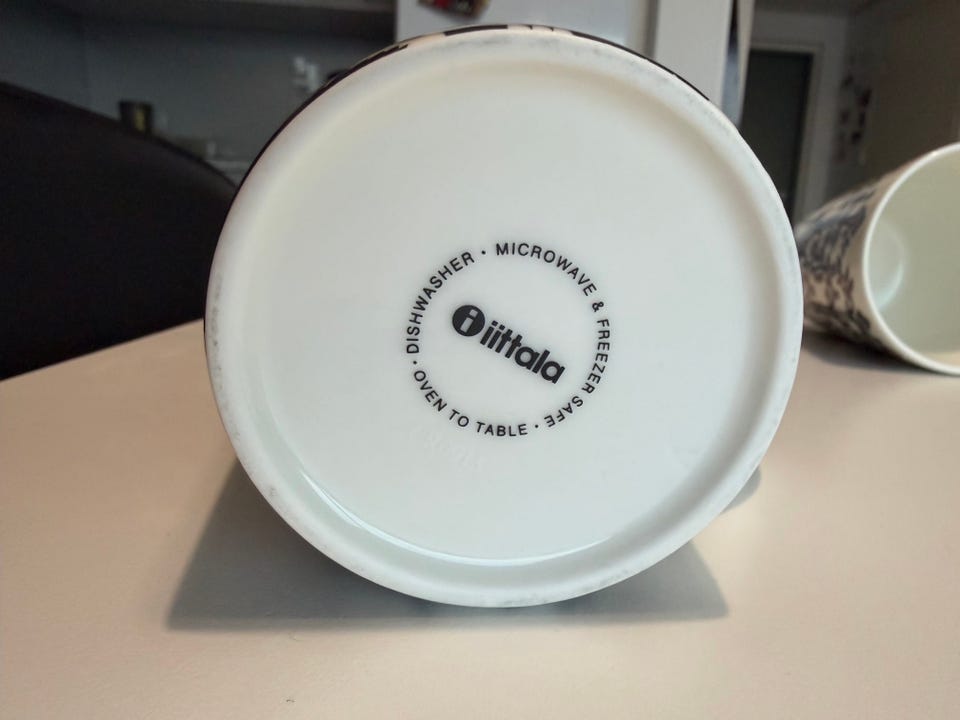 DISHWASHER · MICROWAVE & FREEZER SAFE · OVEN TO TABLE ·
i iittala